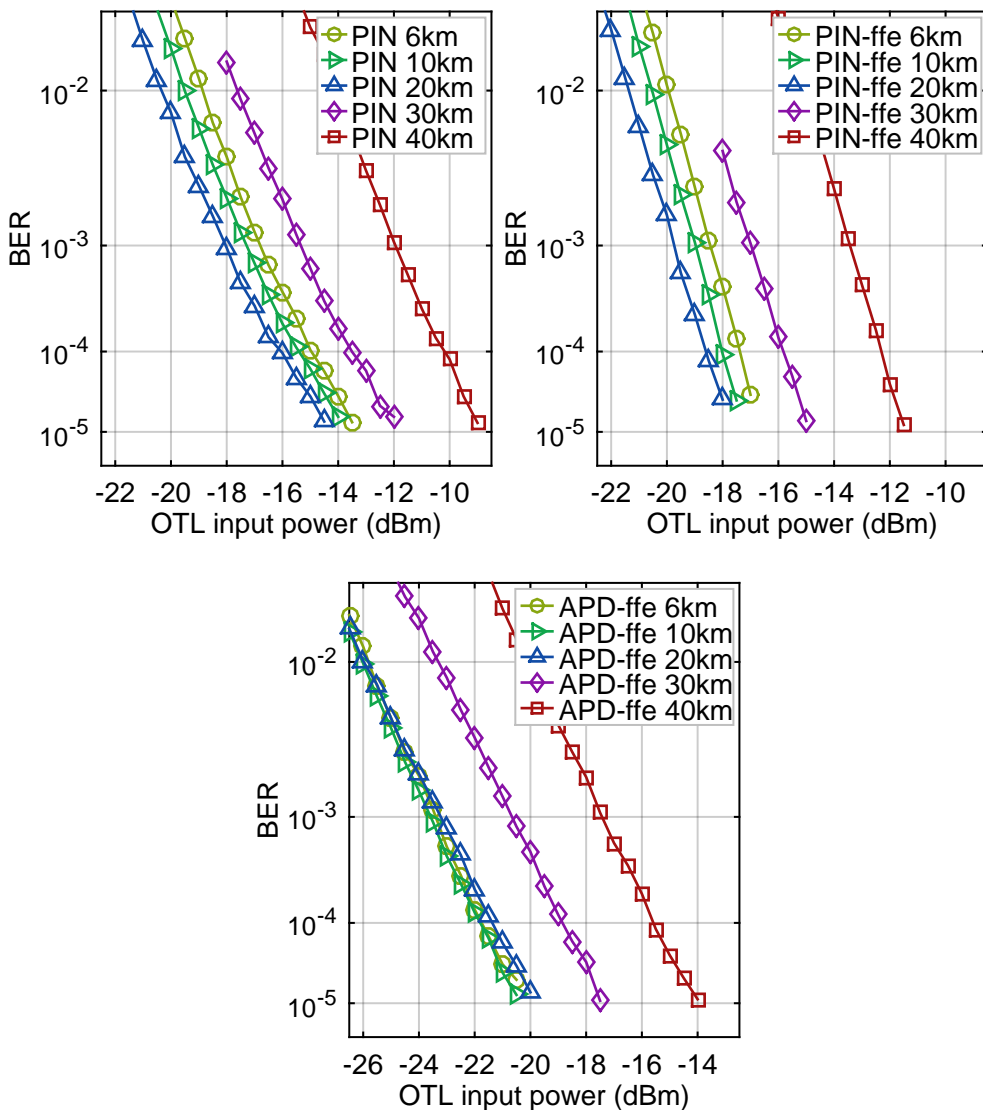 PIN 6km
PIN 10km
PIN 20km
PIN 30km
PIN 40km
10-2
10-3
10-4
10-5
BER
-22 -20 -18 -16 -14 -12 -10
OTL input power (dBm)
PIN-ffe 6km
PIN-ffe 10km
PIN-ffe 20km
PIN-ffe 30km
PIN-ffe 40km
10-2
10-3
10-4
10-5
BER
-22 -20 -18 -16 -14 -12 -10
OTL input power (dBm)
APD-ffe 6km
APD-ffe 10km
APD-ffe 20km
APD-ffe 30km
APD-ffe 40km
10-2
10-3
10-4
10-5
BER
-26 -24 -22 -20 -18 -16 -14
OTL input power (dBm)